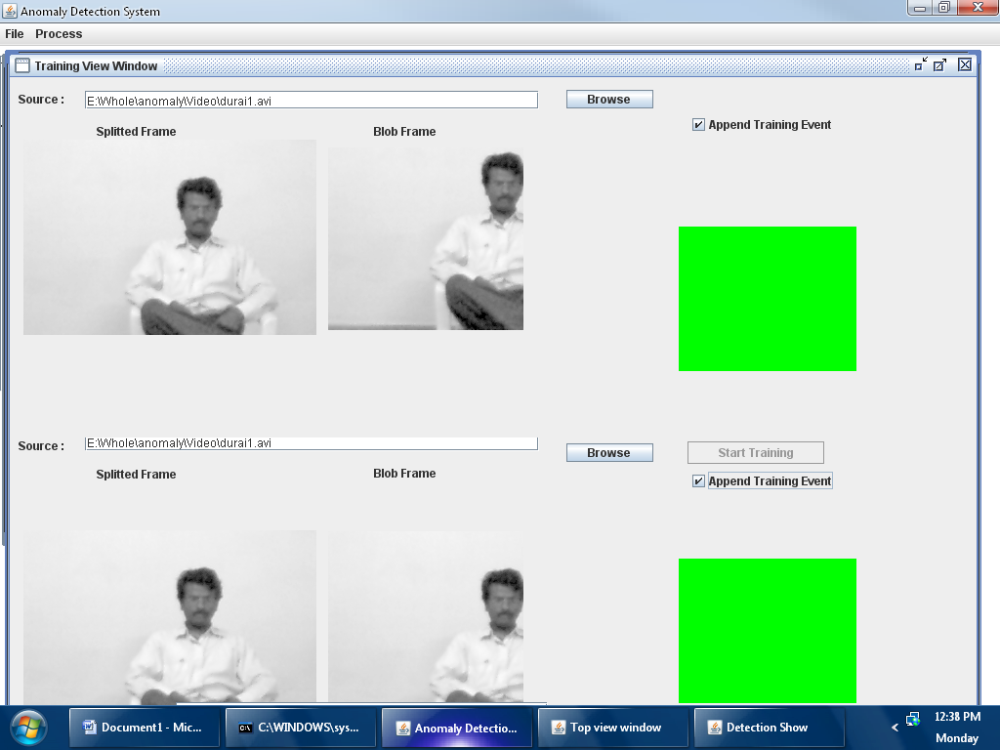 Anomaly Detection System
File Process
Training View Window
Source : E:\Whole\anomaly\Video\durai1.avi Browse
Append Training Event
Splitted Frame Blob Frame
Source : E:\Whole\anomaly\Video\durai1.avi Browse Start Training
Append Training Event
Splitted Frame Blob Frame
Document1 - Mic... C:\WINDOWS\sys... Anomaly Detectio... Top view window Detection Show 12:38 PM
Monday